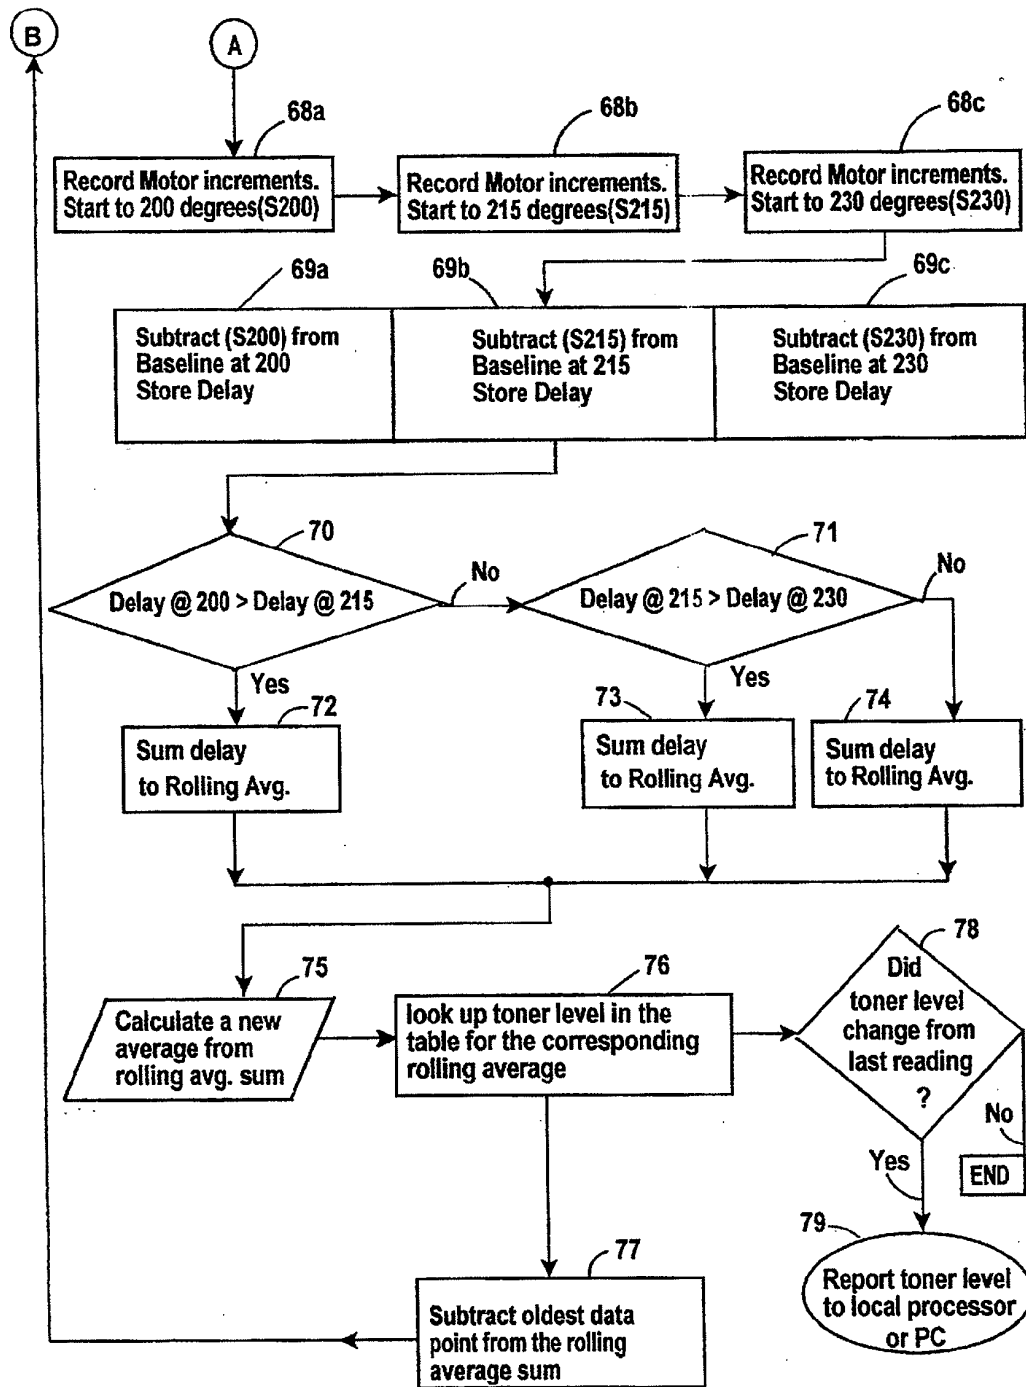 B
A
68a
68b
68c
Record Motor increments.
Start to 200 degrees(S200)
Record Motor increments.
Start to 215 degrees(S215)
Record Motor increments.
Start to 230 degrees(S230)
69a
69b
69c
Subtract (S200) from
Baseline at 200
Store Delay
Subtract (S215) from
Baseline at 215
Store Delay
Subtract (S230) from
Baseline at 230
Store Delay
70
71
Delay @ 200 > Delay @ 215
No
Delay @ 215 > Delay @ 230
No
Yes
Yes
72
73
74
Sum delay
to Rolling Avg.
Sum delay
to Rolling Avg.
Sum delay
to Rolling Avg.
75
76
78
Calculate a new
average from
rolling avg. sum
look up toner level in the
table for the corresponding
rolling average
Did
toner level
change from
last reading
?
No
Yes
END
77
79
Subtract oldest data
point from the rolling
average sum
Report toner level
to local processor
or PC